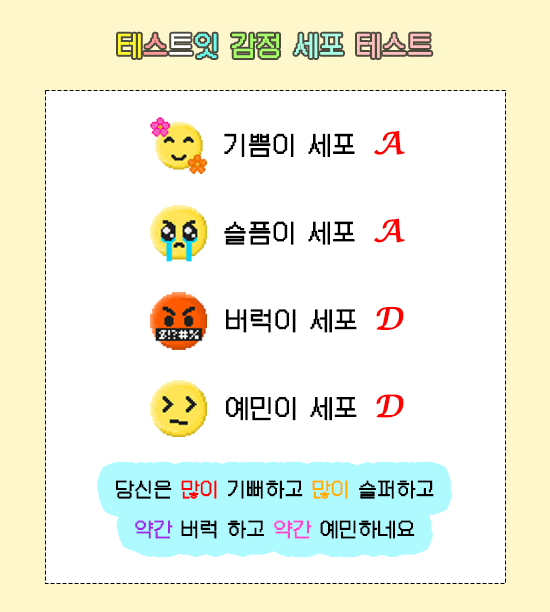 테스트잇 감정 세포 테스트
기쁨이 세포 A
슬픔이 세포 A
버럭이 세포 D
$!?#%
예민이 세포 D
당신은 많이 기뻐하고 많이 슬퍼하고
약간 버럭 하고 약간 예민하네요